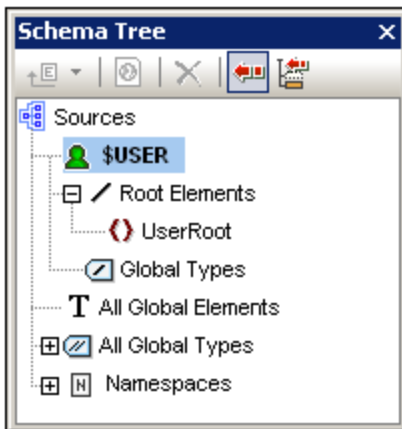 Schema Tree
Sources
$USER
Root Elements
UserRoot
Global Types
T All Global Elements
All Global Types
N Namespaces